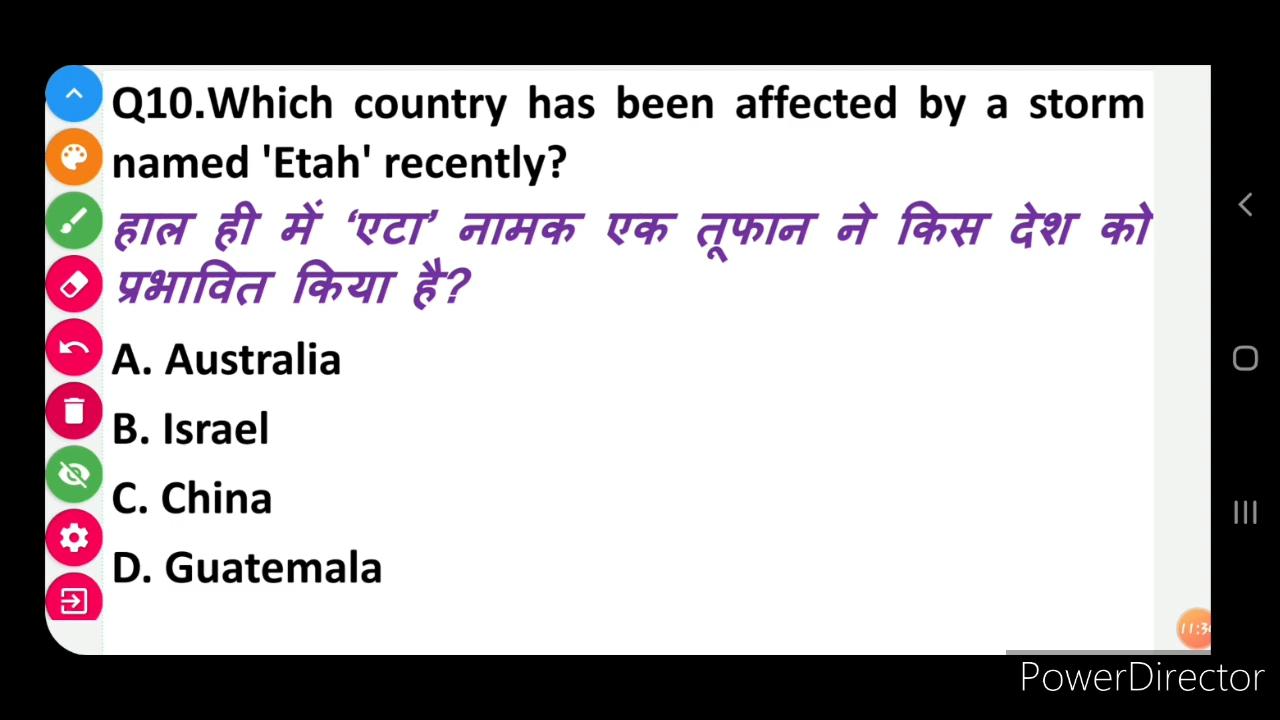 Q10.Which country has been affected by a storm
named 'Etah' recently?
हाल ही में ‘एटा’ नामक एक तूफान ने किस देश को
प्रभावित किया है?
A. Australia
B. Israel
C. China
D. Guatemala
PowerDirector